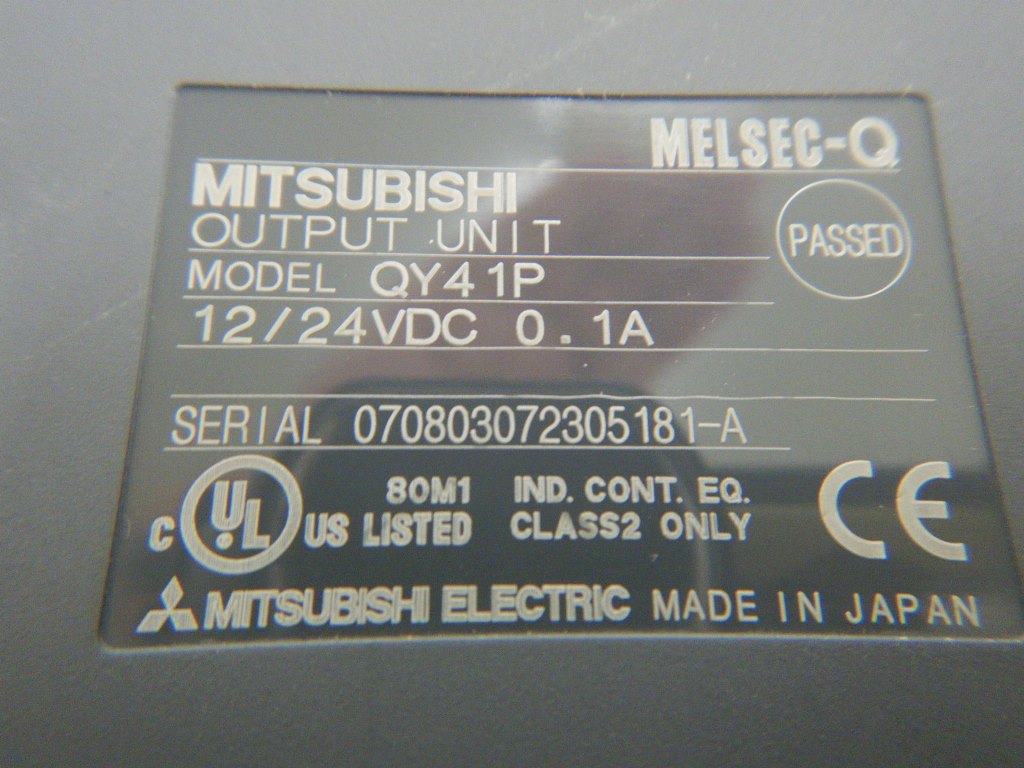 MELSEC-Q
MITSUBISHI
OUTPUT UNIT
PASSED
MODEL QY41P
12/24VDC 0.1A
SERIAL 070803072305181-A
C UL US LISTED 80M1 IND. CONT. EQ.
CLASS2 ONLY
CE
MITSUBISHI ELECTRIC MADE IN JAPAN